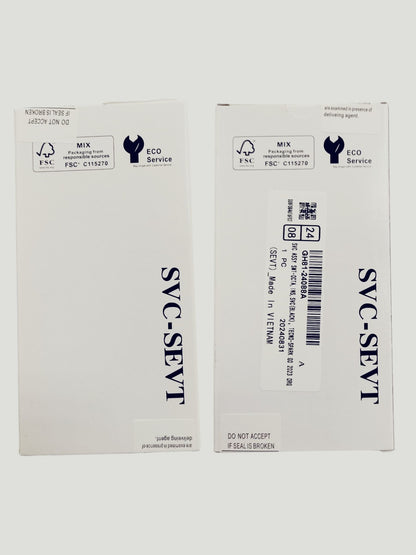 DO NOT ACCEPT
IF SEAL IS BROKEN
FSC
MIX
Packaging from
responsible sources
FSC® C115270
ECO
Service
SVC-SEVT
are examined in presence of
delivering agent.
are examined in presence of
delivering agent.
FSC
MIX
Packaging from
responsible sources
FSC® C115270
ECO
Service
24
08
GH81-24088A
A
1 PC
20240831
(SEVT)_Made In VIETNAM
SVC-SEVT
DO NOT ACCEPT
IF SEAL IS BROKEN